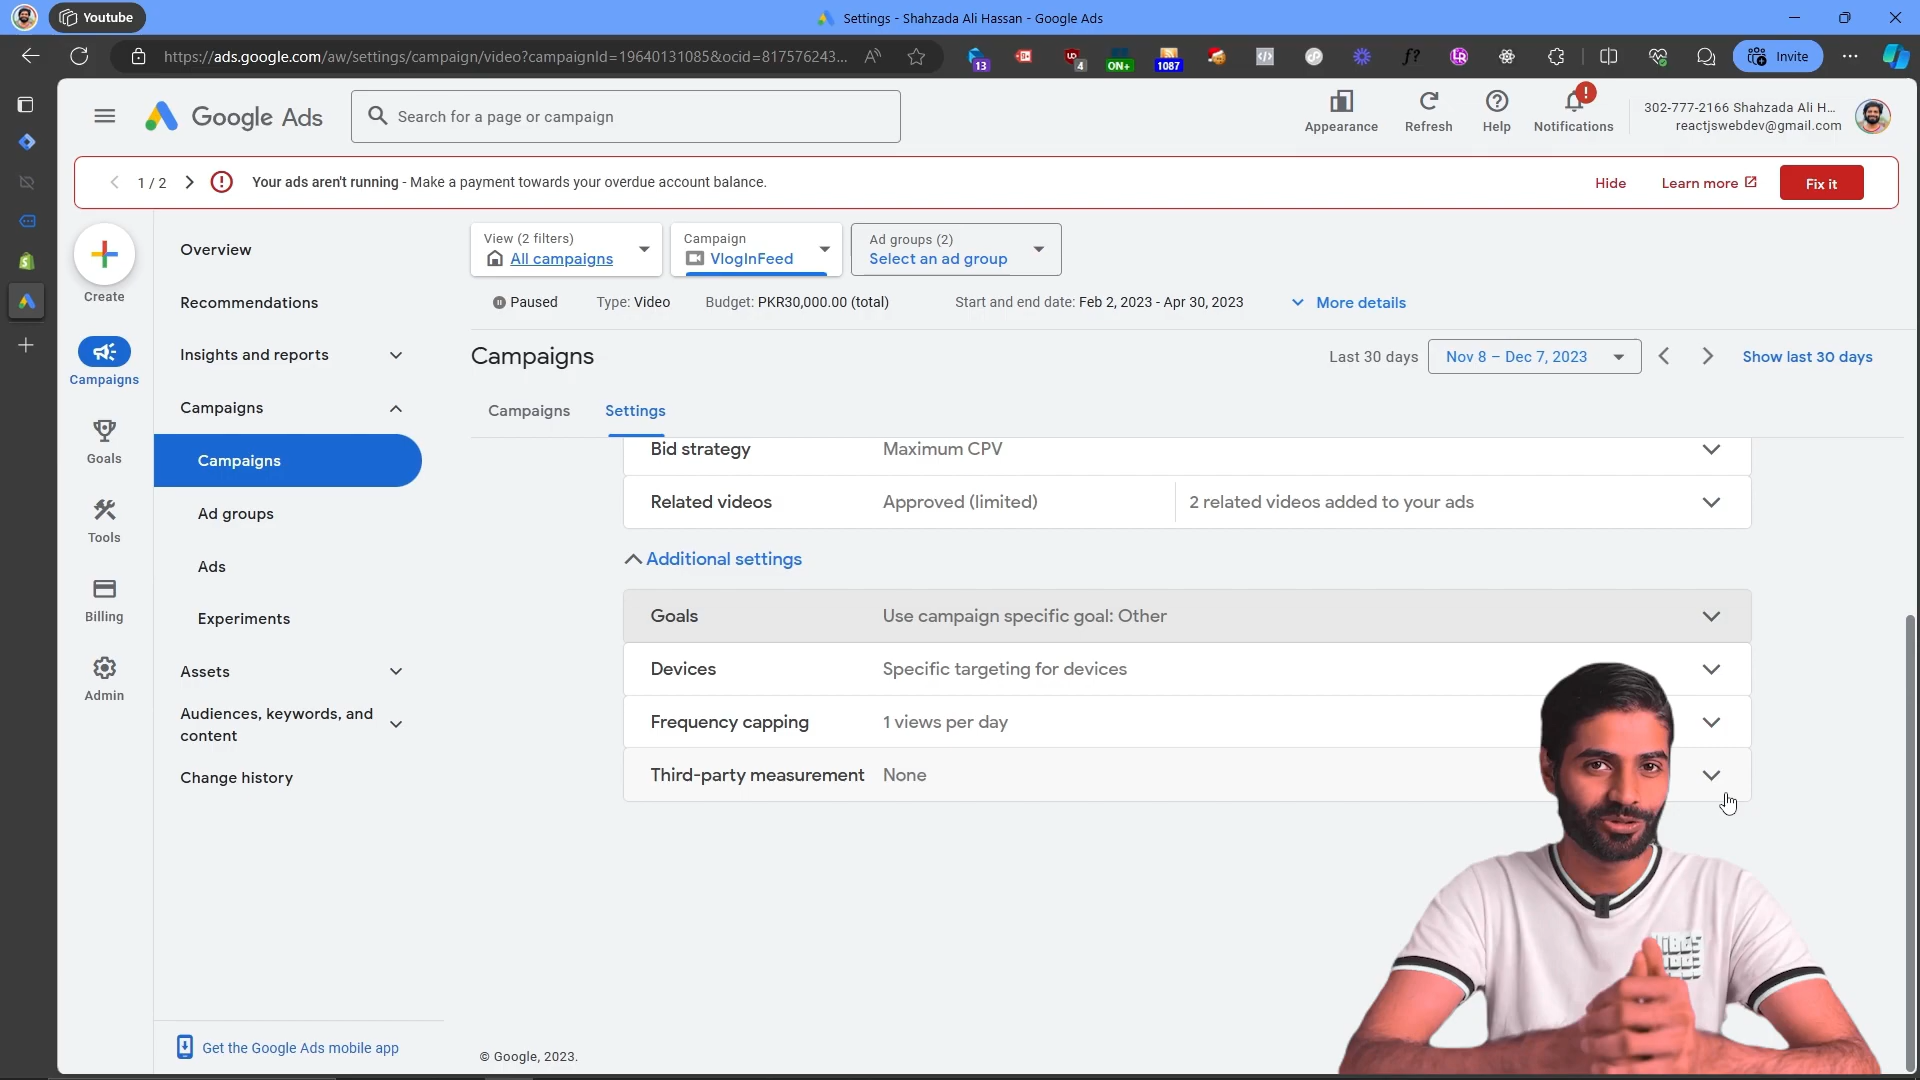 Youtube
Settings - Shahzada Ali Hassan - Google Ads
https://ads.google.com/aw/settings/campaign/video?campaignId=19640131085&ocid=817576243...
13
4
ON+
1087
Invite
Google Ads
Search for a page or campaign
Appearance
Refresh
Help
Notifications
302-777-2166 Shahzada Ali H...
reactjswebdev@gmail.com
1 / 2
Your ads aren't running - Make a payment towards your overdue account balance.
Hide
Learn more
Fix it
Create
Campaigns
Goals
Tools
Billing
Admin
Overview
Recommendations
Insights and reports
Campaigns
Campaigns
Ad groups
Ads
Experiments
Assets
Audiences, keywords, and
content
Change history
Get the Google Ads mobile app
View (2 filters)
All campaigns
Campaign
VlogInFeed
Ad groups (2)
Select an ad group
Paused
Type: Video
Budget: PKR30,000.00 (total)
Start and end date: Feb 2, 2023 - Apr 30, 2023
More details
Campaigns
Last 30 days
Nov 8 – Dec 7, 2023
Show last 30 days
Campaigns
Settings
Bid strategy
Maximum CPV
Related videos
Approved (limited)
2 related videos added to your ads
Additional settings
Goals
Use campaign specific goal: Other
Devices
Specific targeting for devices
Frequency capping
1 views per day
Third-party measurement
None
© Google, 2023.